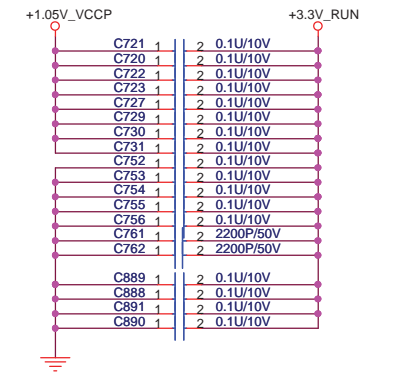 +1.05V_VCCP +3.3V_RUN
C721 1 2 0.1U/10V
C720 1 2 0.1U/10V
C722 1 2 0.1U/10V
C723 1 2 0.1U/10V
C727 1 2 0.1U/10V
C729 1 2 0.1U/10V
C730 1 2 0.1U/10V
C731 1 2 0.1U/10V
C752 1 2 0.1U/10V
C753 1 2 0.1U/10V
C754 1 2 0.1U/10V
C755 1 2 0.1U/10V
C756 1 2 0.1U/10V
C761 1 2 2200P/50V
C762 1 2 2200P/50V
C889 1 2 0.1U/10V
C888 1 2 0.1U/10V
C891 1 2 0.1U/10V
C890 1 2 0.1U/10V